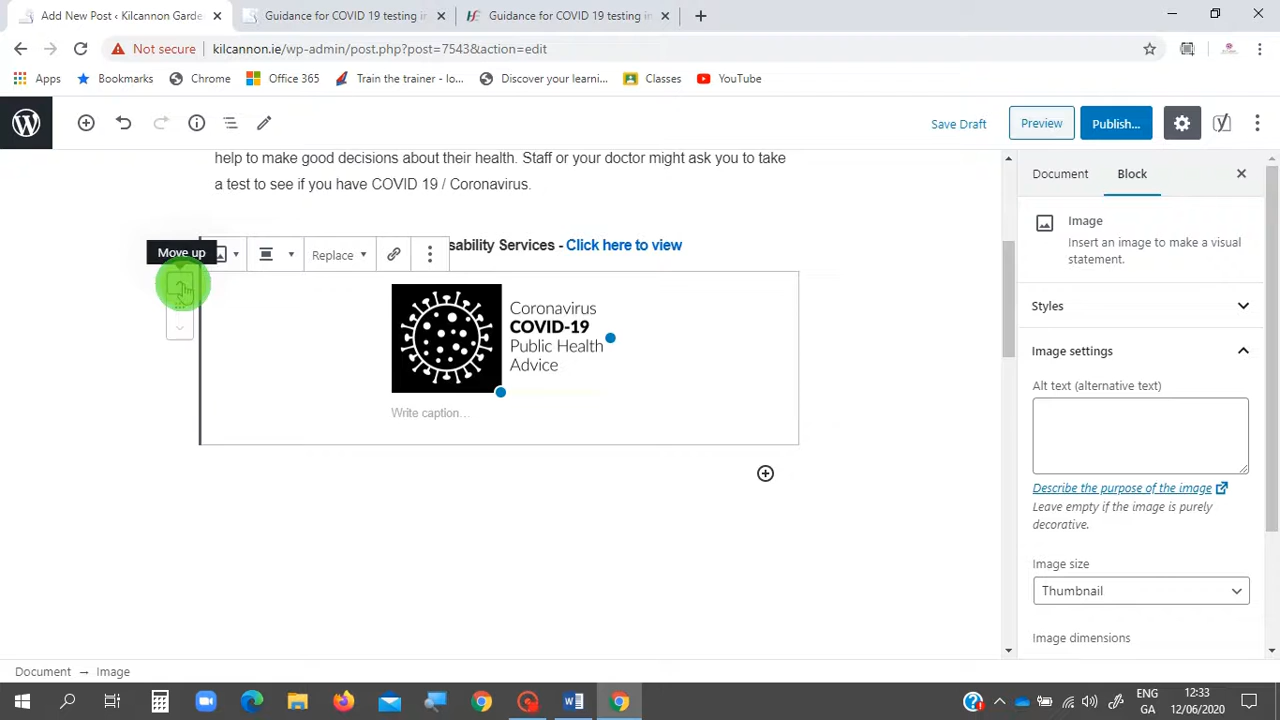 Add New Post ‹ Kilcannon Garde
Guidance for COVID 19 testing in
Guidance for COVID 19 testing in
Not secure
kilcannon.ie/wp-admin/post.php?post=7543&action=edit
Apps
Bookmarks
Chrome
Office 365
Train the trainer - lo...
Discover your learni...
Classes
YouTube
Save Draft
Preview
Publish...
help to make good decisions about their health. Staff or your doctor might ask you to take
a test to see if you have COVID 19 / Coronavirus.
Document
Block
Image
Insert an image to make a visual
statement.
Move up
Replace
sability Services - Click here to view
Coronavirus
COVID-19
Public Health
Advice
Write caption...
Styles
Image settings
Alt text (alternative text)
Describe the purpose of the image
Leave empty if the image is purely
decorative.
Image size
Thumbnail
Image dimensions
Document → Image
ENG
GA
12:33
12/06/2020